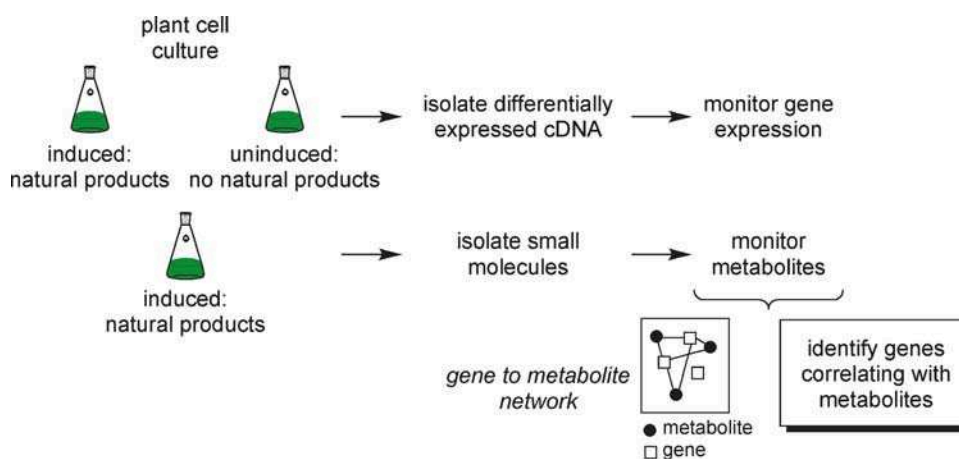 plant cell
culture
induced:
natural products
uninduced:
no natural products
isolate differentially
expressed cDNA
monitor gene
expression
induced:
natural products
isolate small
molecules
monitor
metabolites
gene to metabolite
network
metabolite
gene
identify genes
correlating with
metabolites